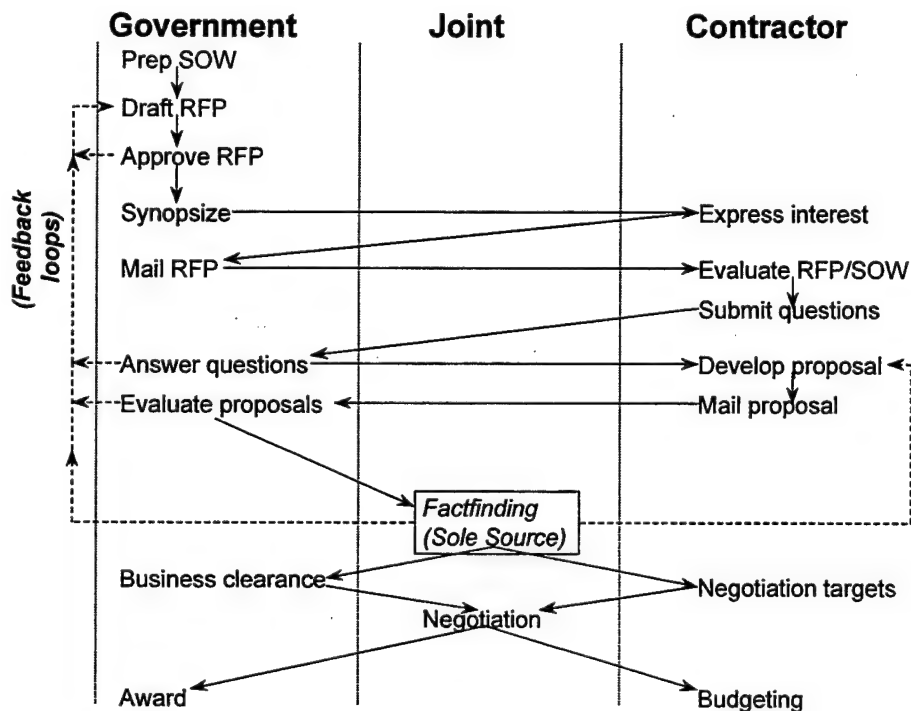 Government Joint Contractor
Prep SOW
Draft RFP
Approve RFP
Synopsize Express interest
Mail RFP Evaluate RFP/SOW
Submit questions
(Feedback
loops)
Answer questions Develop proposal
Evaluate proposals Mail proposal
Factfinding
(Sole Source)
Business clearance Negotiation targets
Negotiation
Award Budgeting